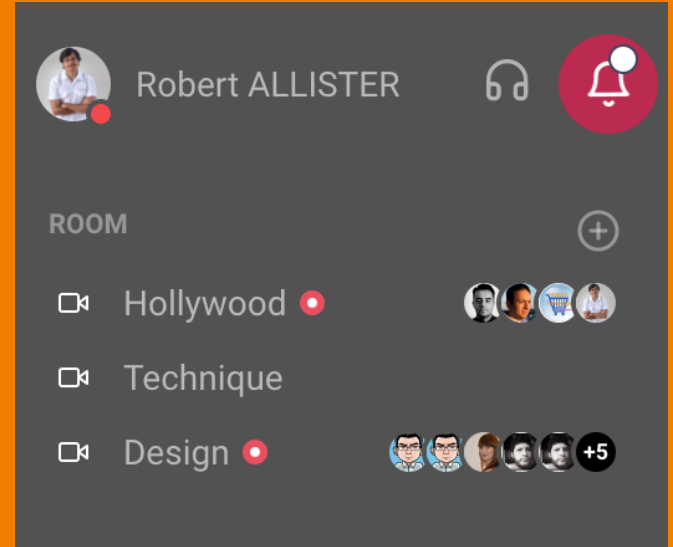 Robert ALLISTER
ROOM
Hollywood
Technique
Design +5